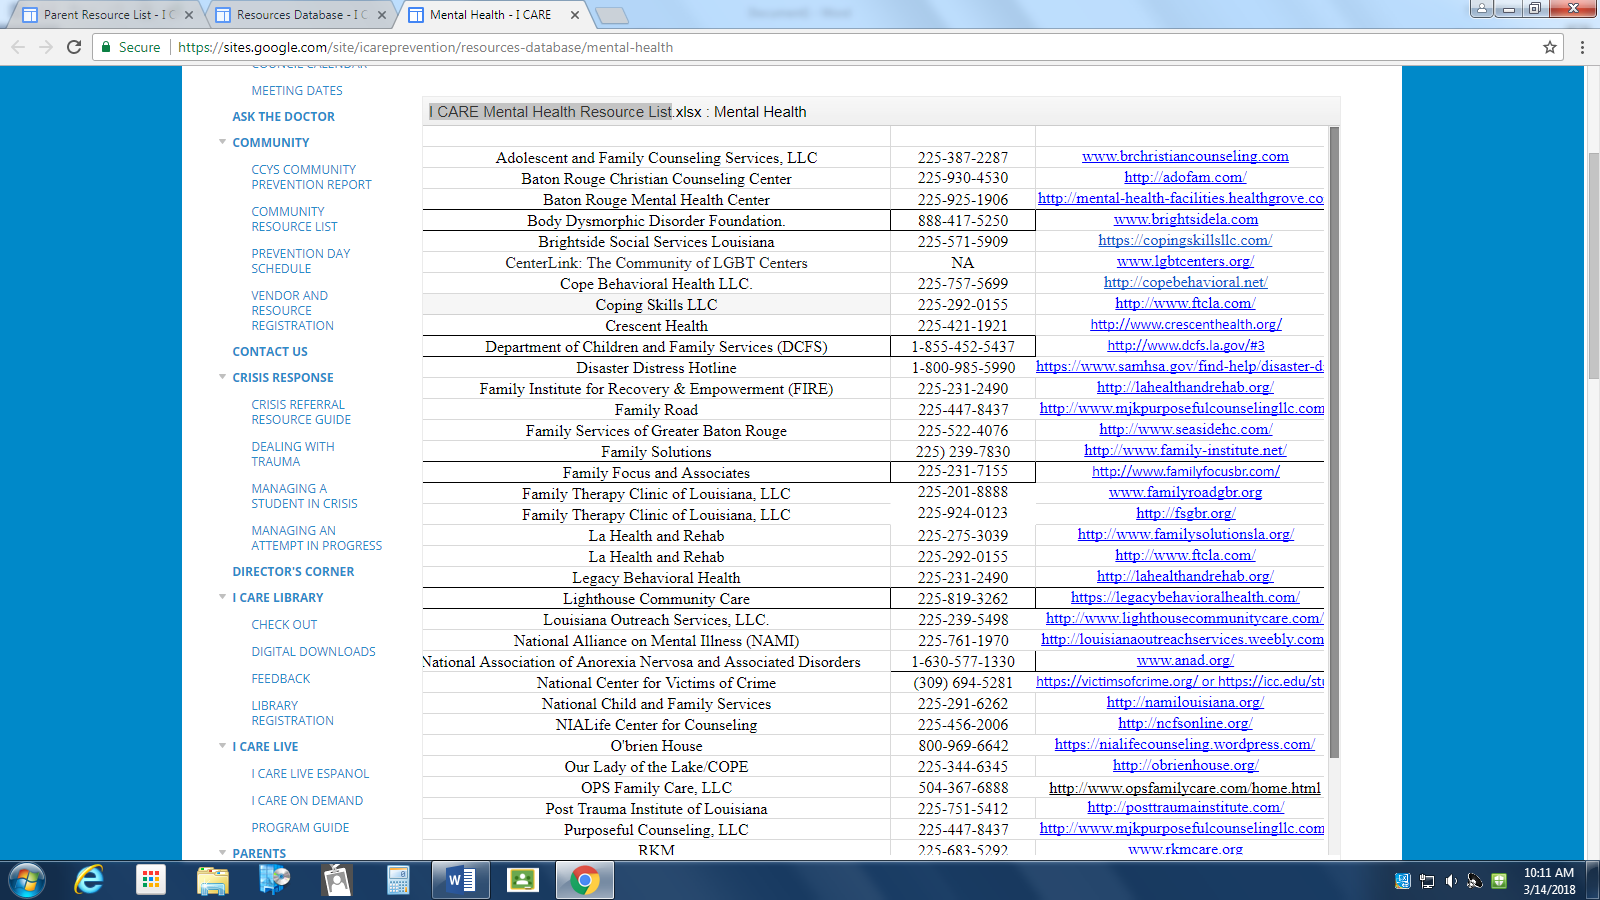 Parent Resource List - I C
Resources Database - I C
Mental Health - I CARE
Secure
https://sites.google.com/site/icareprevention/resources-database/mental-health
COUNCIL CALENDAR
MEETING DATES
ASK THE DOCTOR
COMMUNITY
CCYS COMMUNITY
PREVENTION REPORT
COMMUNITY
RESOURCE LIST
PREVENTION DAY
SCHEDULE
VENDOR AND
RESOURCE
REGISTRATION
CONTACT US
CRISIS RESPONSE
CRISIS REFERRAL
RESOURCE GUIDE
DEALING WITH
TRAUMA
MANAGING A
STUDENT IN CRISIS
MANAGING AN
ATTEMPT IN PROGRESS
DIRECTOR'S CORNER
I CARE LIBRARY
CHECK OUT
DIGITAL DOWNLOADS
FEEDBACK
LIBRARY
REGISTRATION
I CARE LIVE
I CARE LIVE ESPANOL
I CARE ON DEMAND
PROGRAM GUIDE
PARENTS
I CARE Mental Health Resource List.xlsx : Mental Health
Adolescent and Family Counseling Services, LLC 225-387-2287 www.brchristiancounseling.com
Baton Rouge Christian Counseling Center 225-930-4530 http://adofam.com/
Baton Rouge Mental Health Center 225-925-1906 http://mental-health-facilities.healthgrove.co
Body Dysmorphic Disorder Foundation. 888-417-5250 www.brightsidela.com
Brightside Social Services Louisiana 225-571-5909 https://copingskillsllc.com/
CenterLink: The Community of LGBT Centers NA www.lgbtcenters.org/
Cope Behavioral Health LLC. 225-757-5699 http://copebehavioral.net/
Coping Skills LLC 225-292-0155 http://www.ftcla.com/
Crescent Health 225-421-1921 http://www.crescenthealth.org/
Department of Children and Family Services (DCFS) 1-855-452-5437 http://www.dcfs.la.gov/#3
Disaster Distress Hotline 1-800-985-5990 https://www.samhsa.gov/find-help/disaster-d
Family Institute for Recovery & Empowerment (FIRE) 225-231-2490 http://lahealthandrehab.org/
Family Road 225-447-8437 http://www.mjkpurposefulcounselingllc.com
Family Services of Greater Baton Rouge 225-522-4076 http://www.seasidehc.com/
Family Solutions 225) 239-7830 http://www.family-institute.net/
Family Focus and Associates 225-231-7155 http://www.familyfocusbr.com/
Family Therapy Clinic of Louisiana, LLC 225-201-8888 www.familyroadgbr.org
Family Therapy Clinic of Louisiana, LLC 225-924-0123 http://fsgbr.org/
La Health and Rehab 225-275-3039 http://www.familysolutionsla.org/
La Health and Rehab 225-292-0155 http://www.ftcla.com/
Legacy Behavioral Health 225-231-2490 http://lahealthandrehab.org/
Lighthouse Community Care 225-819-3262 https://legacybehavioralhealth.com/
Louisiana Outreach Services, LLC. 225-239-5498 http://www.lighthousecommunitycare.com/
National Alliance on Mental Illness (NAMI) 225-761-1970 http://louisianaoutreachservices.weebly.com
National Association of Anorexia Nervosa and Associated Disorders 1-630-577-1330 www.anad.org/
National Center for Victims of Crime (309) 694-5281 https://victimsofcrime.org/ or https://icc.edu/stu
National Child and Family Services 225-291-6262 http://namilouisiana.org/
NIALife Center for Counseling 225-456-2006 http://ncfsonline.org/
O'brien House 800-969-6642 https://nialifecounseling.wordpress.com/
Our Lady of the Lake/COPE 225-344-6345 http://obrienhouse.org/
OPS Family Care, LLC 504-367-6888 http://www.opsfamilycare.com/home.html
Post Trauma Institute of Louisiana 225-751-5412 http://posttraumainstitute.com/
Purposeful Counseling, LLC 225-447-8437 http://www.mjkpurposefulcounselingllc.com
RKM 225-683-5292 www.rkmcare.org
10:11 AM
3/14/2018